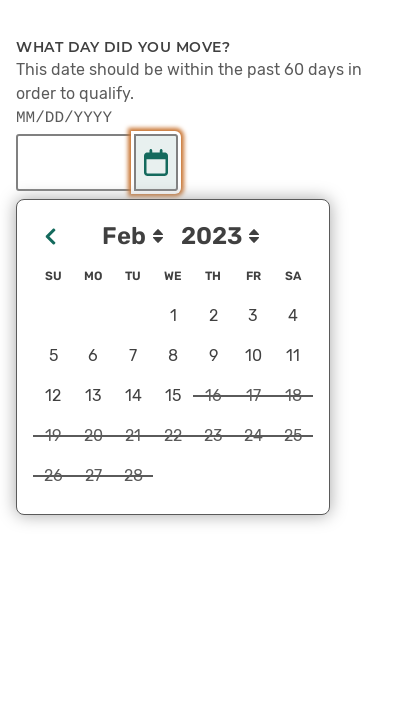 WHAT DAY DID YOU MOVE?
This date should be within the past 60 days in
order to qualify.
MM/DD/YYYY
Feb 2023
SU MO TU WE TH FR SA
1 2 3 4
5 6 7 8 9 10 11
12 13 14 15 16 17 18
19 20 21 22 23 24 25
26 27 28